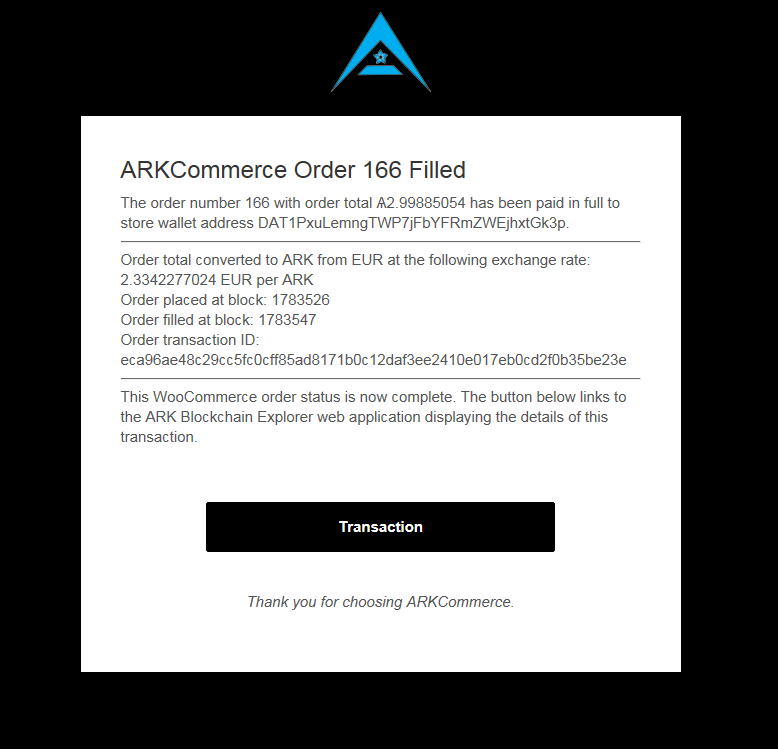 ARKCommerce Order 166 Filled
The order number 166 with order total Ѧ2.99885054 has been paid in full to
store wallet address DAT1PxuLemngTWP7jFbYFRmZWEjhxtGk3p.
Order total converted to ARK from EUR at the following exchange rate:
2.3342277024 EUR per ARK
Order placed at block: 1783526
Order filled at block: 1783547
Order transaction ID:
eca96ae48c29cc5fc0cff85ad8171b0c12daf3ee2410e017eb0cd2f0b35be23e
This WooCommerce order status is now complete. The button below links to
the ARK Blockchain Explorer web application displaying the details of this
transaction.
Transaction
Thank you for choosing ARKCommerce.